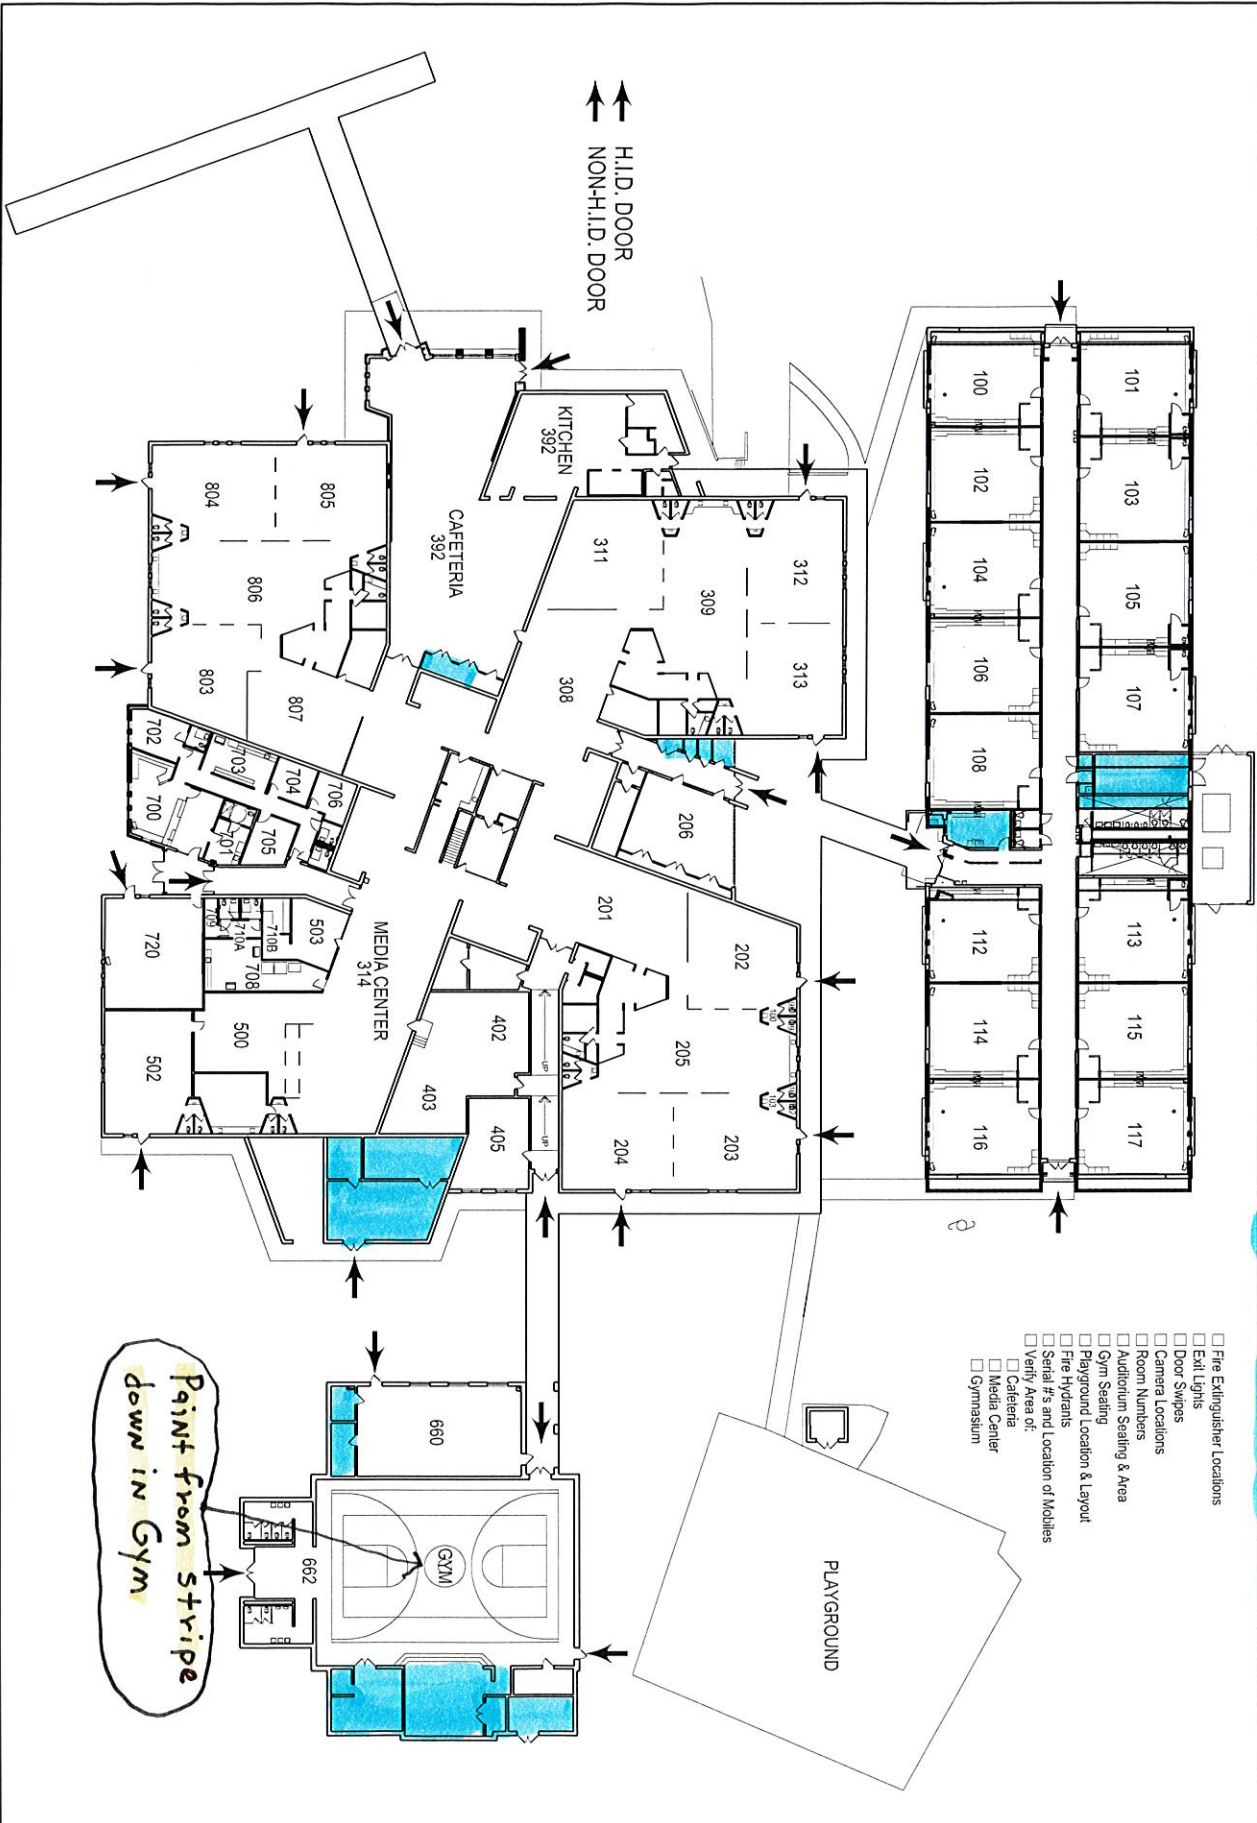 H.I.D. DOOR
NON-H.I.D. DOOR
☐ Fire Extinguisher Locations
☐ Exit Lights
☐ Door Swipes
☐ Camera Locations
☐ Room Numbers
☐ Auditorium Seating & Area
☐ Gym Seating
☐ Playground Location & Layout
☐ Fire Hydrants
☐ Serial #'s and Location of Mobiles
☐ Verify Area of:
☐ Cafeteria
☐ Media Center
☐ Gymnasium
101
103
105
107
113
115
117
100
102
104
106
108
112
114
116
KITCHEN
392
CAFETERIA
392
311
312
309
313
308
206
201
202
205
203
204
805
804
806
803
807
702
703
704
706
700
701
705
MEDIA CENTER
314
503
710B
710A
709
708
720
500
502
402
403
405
UP
UP
100
103
660
GYM
662
PLAYGROUND
Paint from stripe
down in Gym